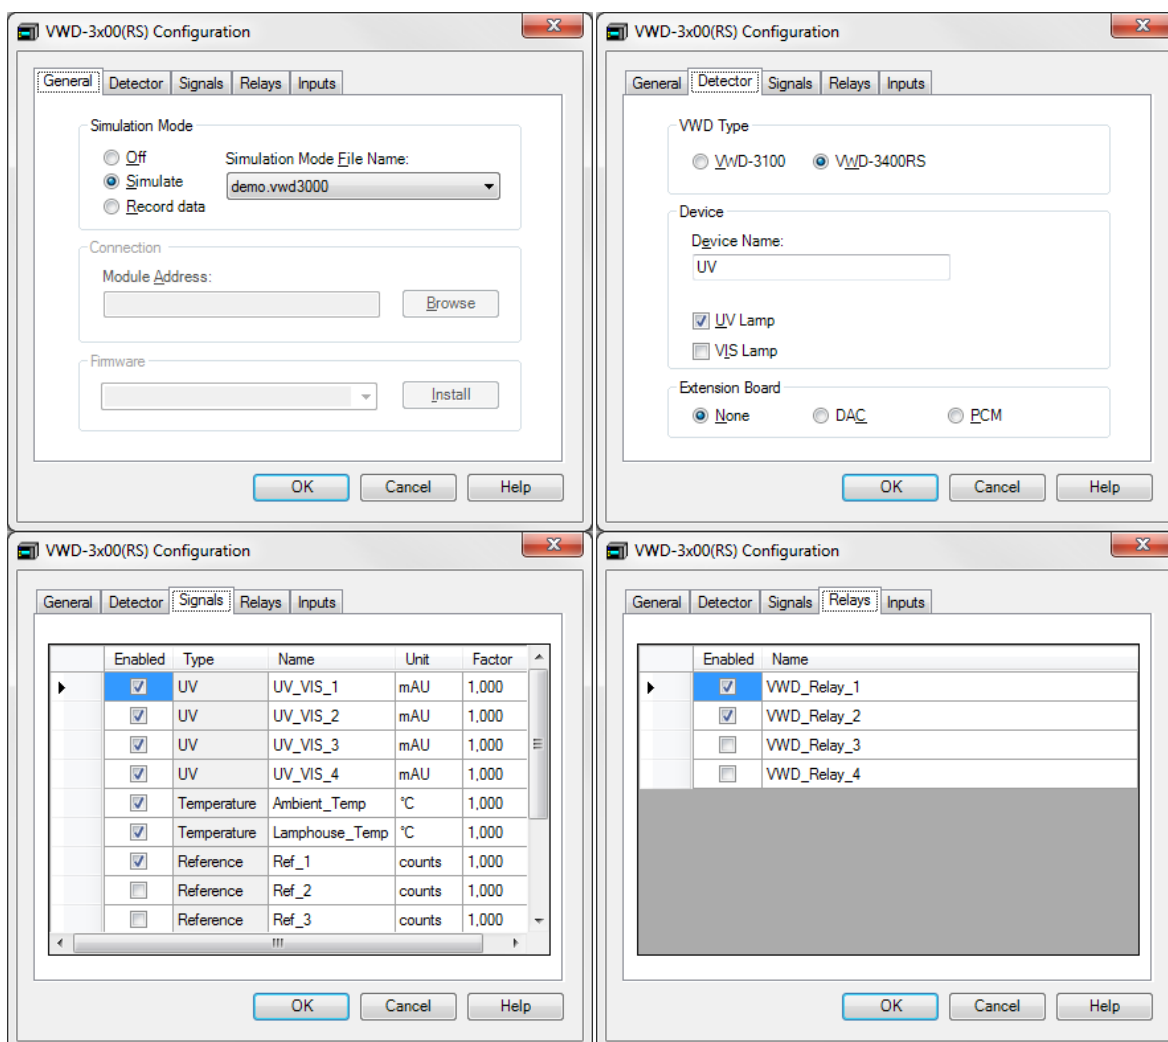 VWD-3x00(RS) Configuration
General Detector Signals Relays Inputs
Simulation Mode
Off
Simulate
Record data
Simulation Mode File Name:
demo.vwd3000
Connection
Module Address:
Browse
Firmware
Install
OK Cancel Help
VWD-3x00(RS) Configuration
General Detector Signals Relays Inputs
VWD Type
VWD-3100 VWD-3400RS
Device
Device Name:
UV
UV Lamp
VIS Lamp
Extension Board
None DAC PCM
OK Cancel Help
VWD-3x00(RS) Configuration
General Detector Signals Relays Inputs
Enabled Type Name Unit Factor
UV UV_VIS_1 mAU 1,000
UV UV_VIS_2 mAU 1,000
UV UV_VIS_3 mAU 1,000
UV UV_VIS_4 mAU 1,000
Temperature Ambient_Temp °C 1,000
Temperature Lamphouse_Temp °C 1,000
Reference Ref_1 counts 1,000
Reference Ref_2 counts 1,000
Reference Ref_3 counts 1,000
OK Cancel Help
VWD-3x00(RS) Configuration
General Detector Signals Relays Inputs
Enabled Name
VWD_Relay_1
VWD_Relay_2
VWD_Relay_3
VWD_Relay_4
OK Cancel Help